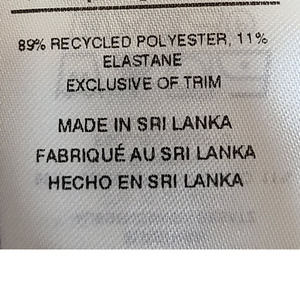 89% RECYCLED POLYESTER, 11%
ELASTANE
EXCLUSIVE OF TRIM
MADE IN SRI LANKA
FABRIQUÉ AU SRI LANKA
HECHO EN SRI LANKA